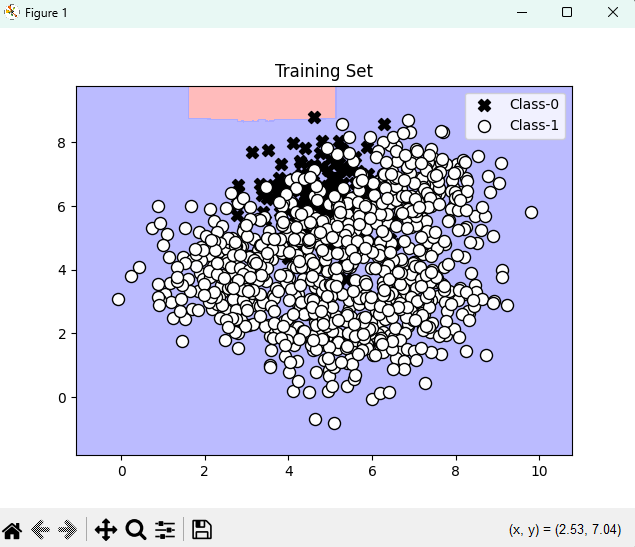 Figure 1
Training Set
Class-0
Class-1
8
6
4
2
0
0 2 4 6 8 10
(x, y) = (2.53, 7.04)